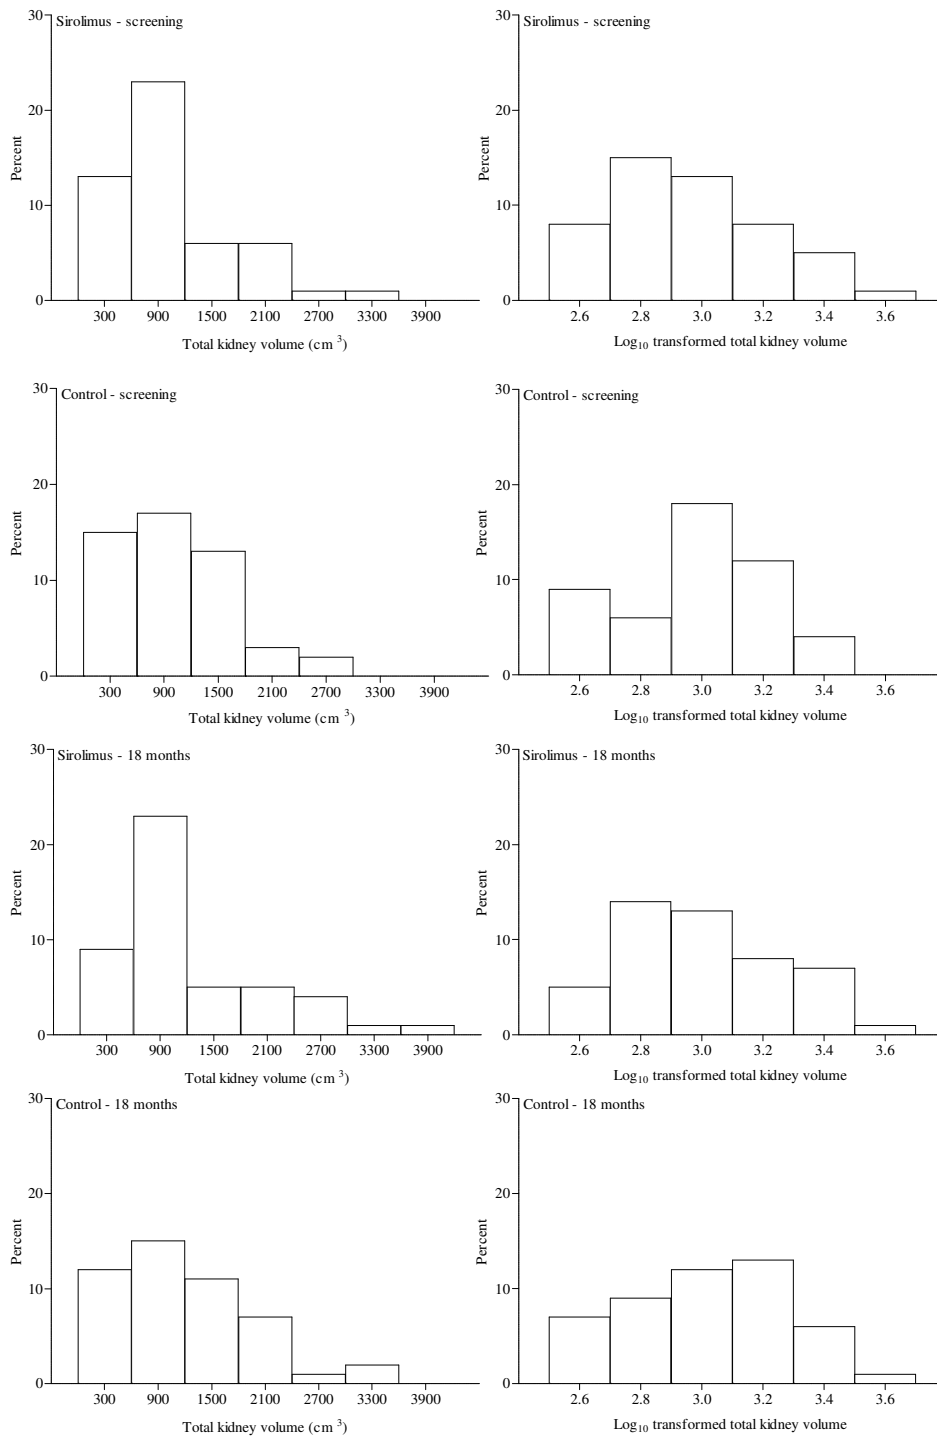 Sirolimus - screening
30
20
10
0
Percent
300 900 1500 2100 2700 3300 3900
Total kidney volume (cm ³)
Sirolimus - screening
30
20
10
0
Percent
2.6 2.8 3.0 3.2 3.4 3.6
Log₁₀ transformed total kidney volume
Control - screening
30
20
10
0
Percent
300 900 1500 2100 2700 3300 3900
Total kidney volume (cm ³)
Control - screening
30
20
10
0
Percent
2.6 2.8 3.0 3.2 3.4 3.6
Log₁₀ transformed total kidney volume
Sirolimus - 18 months
30
20
10
0
Percent
300 900 1500 2100 2700 3300 3900
Total kidney volume (cm ³)
Sirolimus - 18 months
30
20
10
0
Percent
2.6 2.8 3.0 3.2 3.4 3.6
Log₁₀ transformed total kidney volume
Control - 18 months
30
20
10
0
Percent
300 900 1500 2100 2700 3300 3900
Total kidney volume (cm ³)
Control - 18 months
30
20
10
0
Percent
2.6 2.8 3.0 3.2 3.4 3.6
Log₁₀ transformed total kidney volume